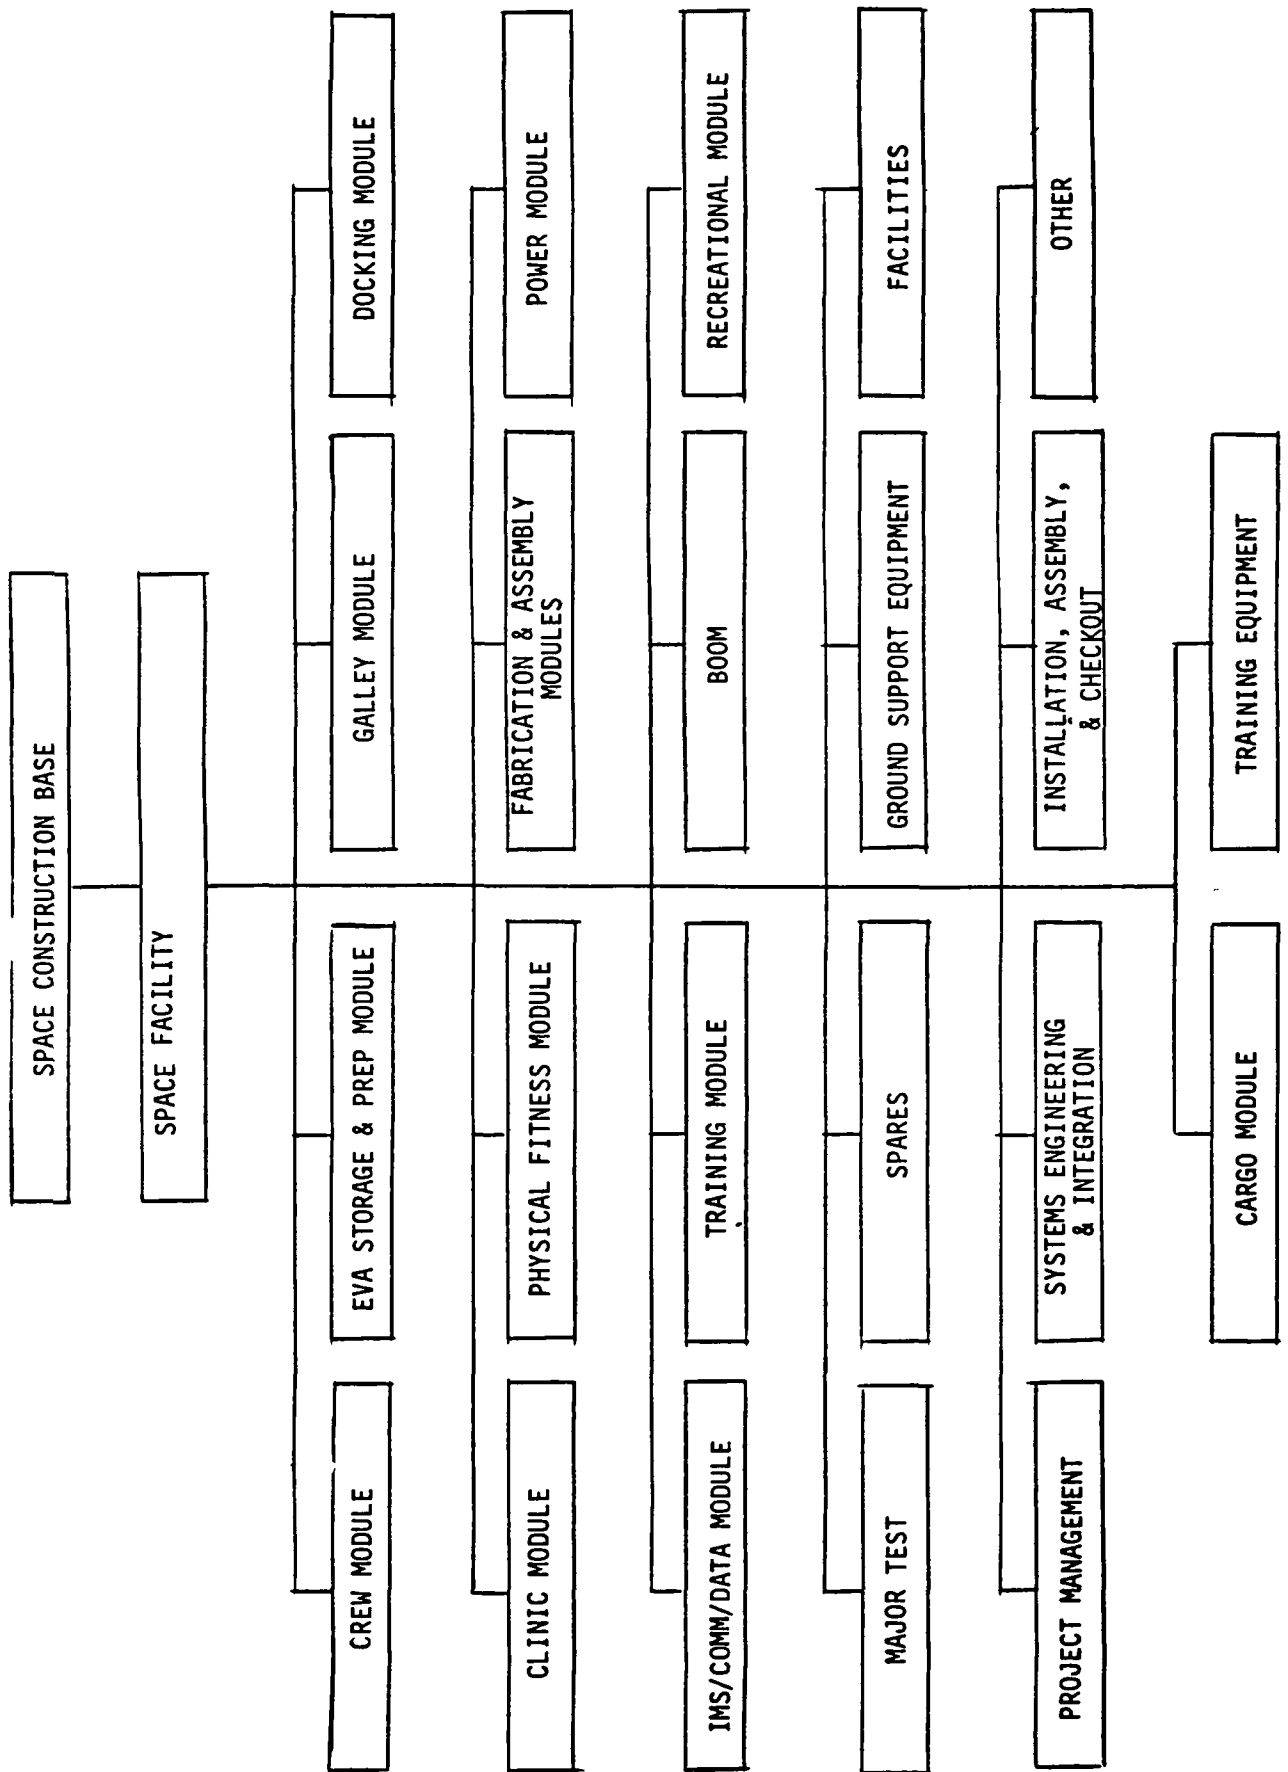 SPACE CONSTRUCTION BASE
SPACE FACILITY
CREW MODULE
EVA STORAGE & PREP MODULE
GALLEY MODULE
DOCKING MODULE
CLINIC MODULE
PHYSICAL FITNESS MODULE
FABRICATION & ASSEMBLY
MODULES
POWER MODULE
IMS/COMM/DATA MODULE
TRAINING MODULE
BOOM
RECREATIONAL MODULE
MAJOR TEST
SPARES
GROUND SUPPORT EQUIPMENT
FACILITIES
PROJECT MANAGEMENT
SYSTEMS ENGINEERING
& INTEGRATION
INSTALLATION, ASSEMBLY,
& CHECKOUT
OTHER
CARGO MODULE
TRAINING EQUIPMENT